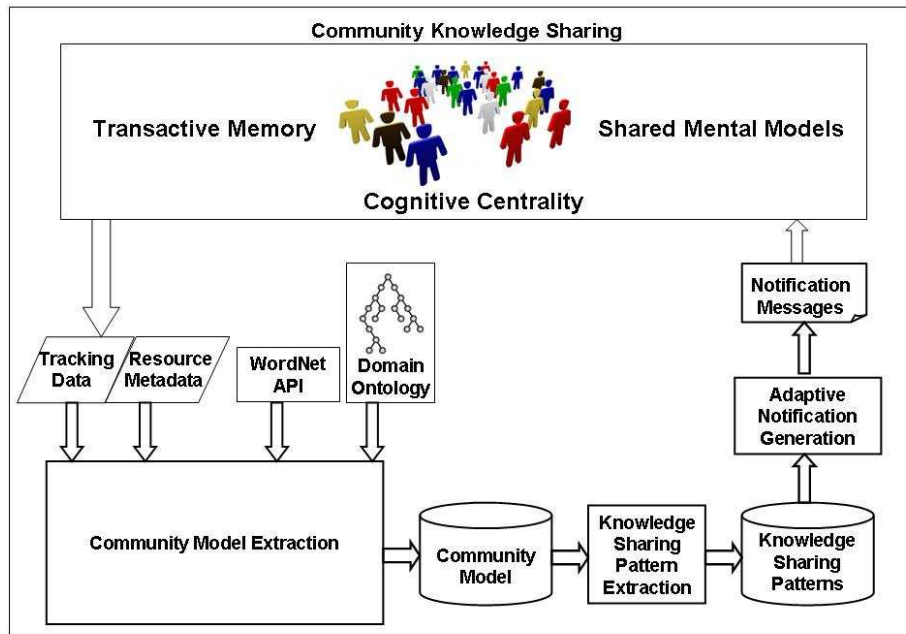 Community Knowledge Sharing
Transactive Memory
Shared Mental Models
Cognitive Centrality
Notification
Messages
Tracking
Data
Resource
Metadata
WordNet
API
Domain
Ontology
Adaptive
Notification
Generation
Community Model Extraction
Community
Model
Knowledge
Sharing
Pattern
Extraction
Knowledge
Sharing
Patterns